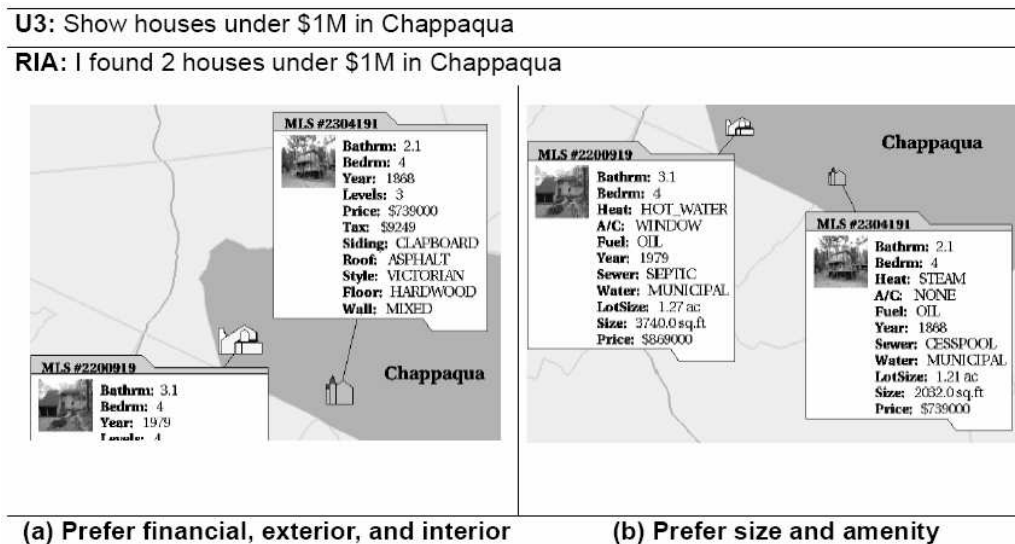 U3: Show houses under $1M in Chappaqua
RIA: I found 2 houses under $1M in Chappaqua
MLS #2304191
Bathrm: 2.1
Bedrm: 4
Year: 1868
Levels: 3
Price: $739000
Tax: $9249
Siding: CLAPBOARD
Roof: ASPHALT
Style: VICTORIAN
Floor: HARDWOOD
Wall: MIXED
Chappaqua
MLS #2200919
Bathrm: 3.1
Bedrm: 4
Year: 1979
Levels: 4
(a) Prefer financial, exterior, and interior
Chappaqua
MLS #2200919
Bathrm: 3.1
Bedrm: 4
Heat: HOT_WATER
A/C: WINDOW
Fuel: OIL
Year: 1979
Sewer: SEPTIC
Water: MUNICIPAL
LotSize: 1.27 ac
Size: 3740.0 sq.ft
Price: $869000
MLS #2304191
Bathrm: 2.1
Bedrm: 4
Heat: STEAM
A/C: NONE
Fuel: OIL
Year: 1868
Sewer: CESSPOOL
Water: MUNICIPAL
LotSize: 1.21 ac
Size: 2032.0 sq.ft
Price: $739000
(b) Prefer size and amenity